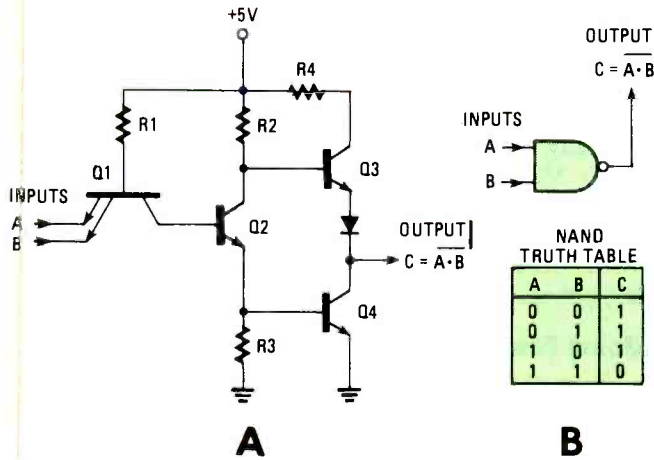 +5V
R4
R1
R2
Q1
Q3
INPUTS
A
B
Q2
OUTPUT
C = A·B
Q4
R3
A
OUTPUT
C = A·B
INPUTS
A
B
NAND
TRUTH TABLE
A B C
0 0 1
0 1 1
1 0 1
1 1 0
B